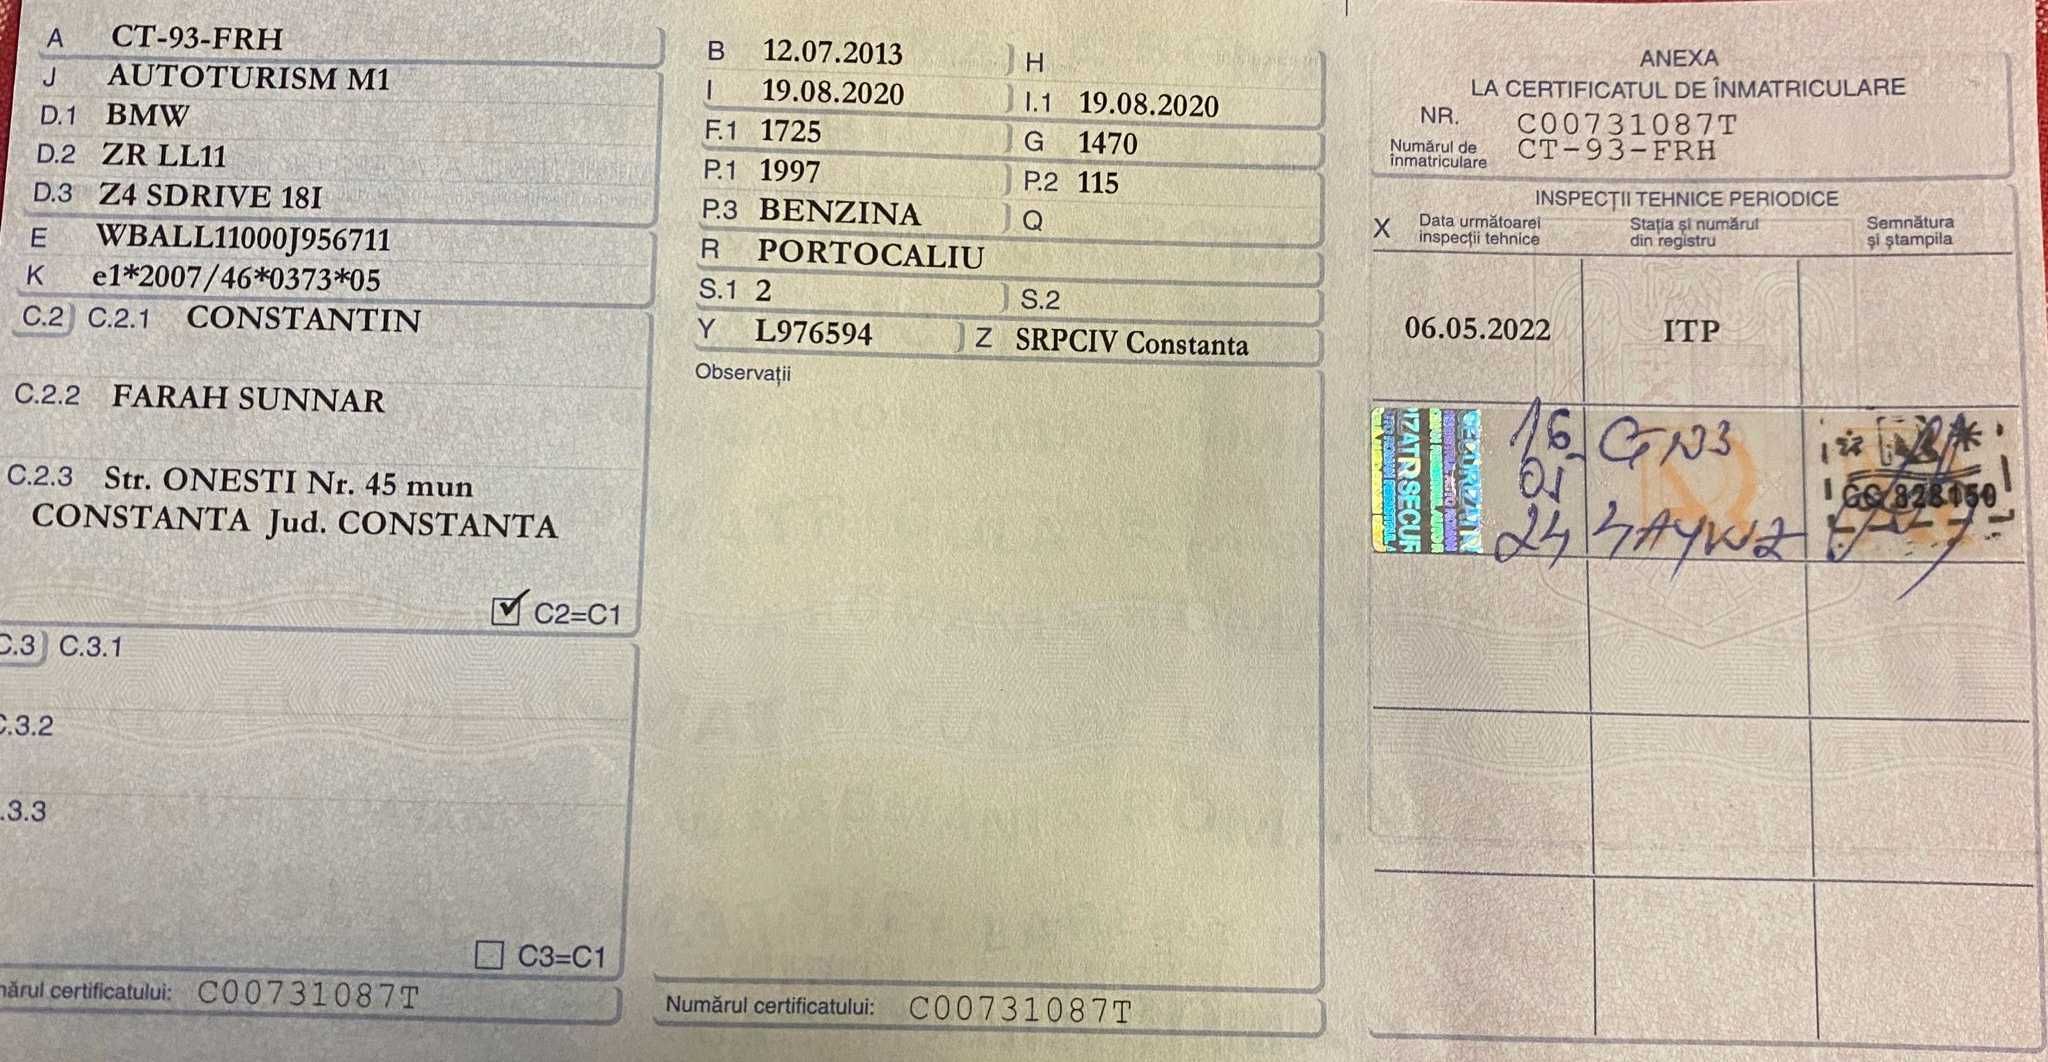 A CT-93-FRH
J AUTOTURISM M1
D.1 BMW
D.2 ZR LL11
D.3 Z4 SDRIVE 18I
E WBALL11000J956711
K e1*2007/46*0373*05
C.2 C.2.1 CONSTANTIN
C.2.2 FARAH SUNNAR
C.2.3 Str. ONESTI Nr. 45 mun
CONSTANTA Jud. CONSTANTA
C2=C1
C.3 C.3.1
C.3.2
.3.3
C3=C1
mărul certificatului: C00731087T
B 12.07.2013 H
I 19.08.2020 I.1 19.08.2020
F.1 1725 G 1470
P.1 1997 P.2 115
P.3 BENZINA Q
R PORTOCALIU
S.1 2 S.2
Y L976594 Z SRPCIV Constanta
Observații
Numărul certificatului: C00731087T
ANEXA
LA CERTIFICATUL DE ÎNMATRICULARE
NR. C00731087T
Numărul de
înmatriculare CT-93-FRH
INSPECȚII TEHNICE PERIODICE
X Data următoarei
inspecții tehnice
Stația și numărul
din registru
Semnătura
și ștampila
06.05.2022 ITP
16
05
24